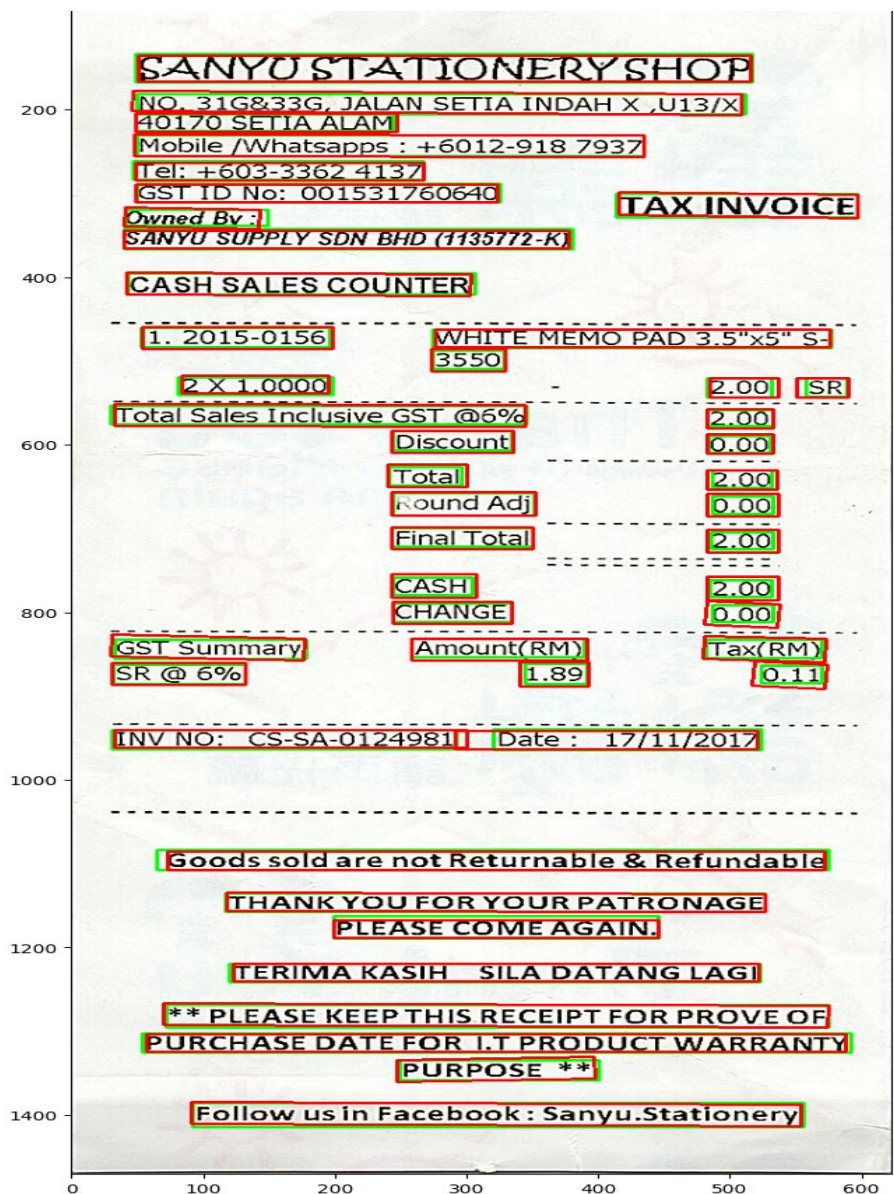 SANYU STATIONERY SHOP
NO. 31G&33G, JALAN SETIA INDAH X ,U13/X
40170 SETIA ALAM
Mobile /Whatsapps : +6012-918 7937
Tel: +603-3362 4137
GST ID No: 001531760640
TAX INVOICE
Owned By :
SANYU SUPPLY SDN BHD (1135772-K)
CASH SALES COUNTER
1. 2015-0156 WHITE MEMO PAD 3.5"x5" S-
3550
2 X 1.0000 - 2.00 SR
Total Sales Inclusive GST @6% 2.00
Discount 0.00
Total 2.00
Round Adj 0.00
Final Total 2.00
CASH 2.00
CHANGE 0.00
GST Summary Amount(RM) Tax(RM)
SR @ 6% 1.89 0.11
INV NO: CS-SA-0124981 Date : 17/11/2017
Goods sold are not Returnable & Refundable
THANK YOU FOR YOUR PATRONAGE
PLEASE COME AGAIN.
TERIMA KASIH SILA DATANG LAGI
** PLEASE KEEP THIS RECEIPT FOR PROVE OF
PURCHASE DATE FOR I.T PRODUCT WARRANTY
PURPOSE **
Follow us in Facebook : Sanyu.Stationery
200
400
600
800
1000
1200
1400
0 100 200 300 400 500 600